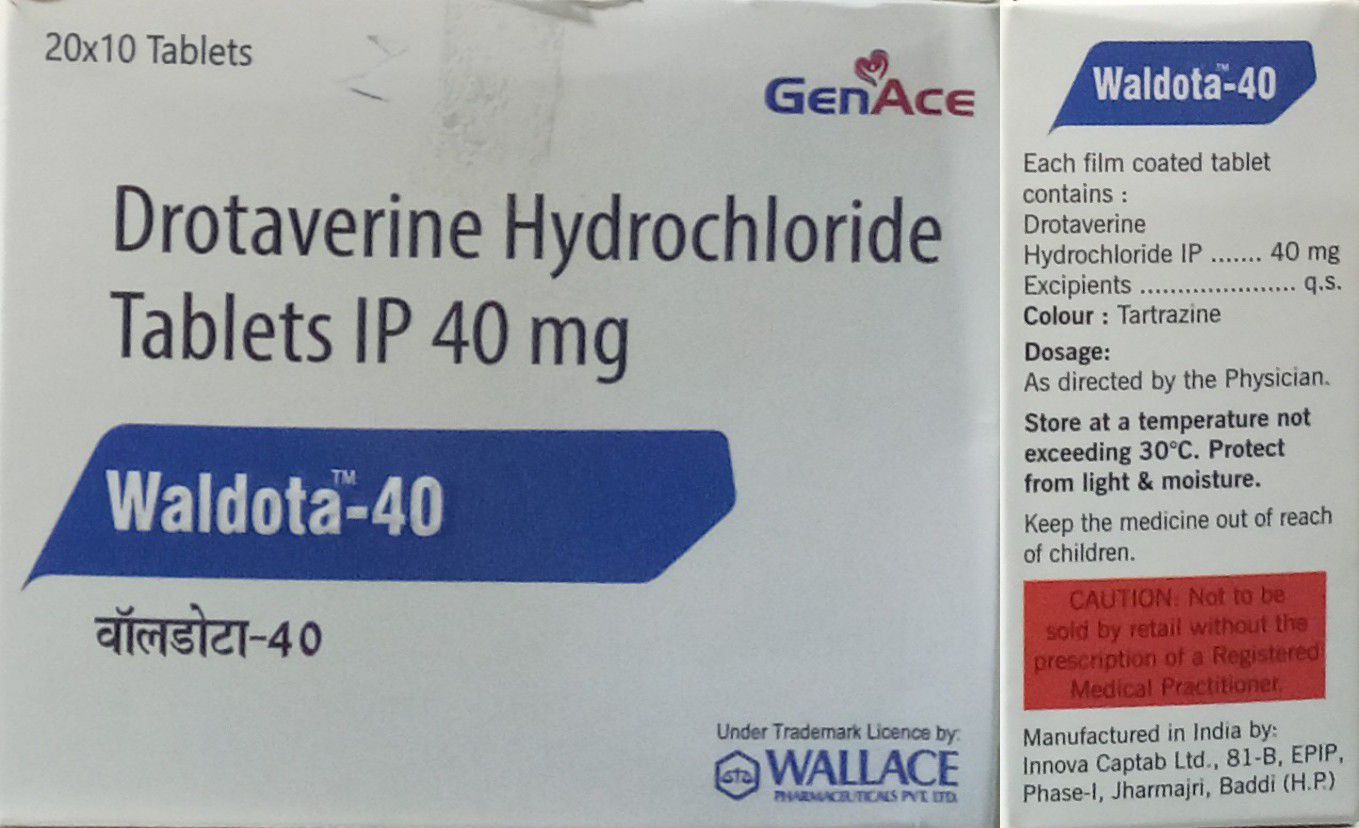 20x10 Tablets
GenAce
Drotaverine Hydrochloride
Tablets IP 40 mg
Waldota™-40
वॉलडोटा-40
Under Trademark Licence by:
WALLACE
PHARMACEUTICALS PVT. LTD.
Waldota™-40
Each film coated tablet
contains :
Drotaverine
Hydrochloride IP ....... 40 mg
Excipients ...................... q.s.
Colour : Tartrazine
Dosage:
As directed by the Physician.
Store at a temperature not
exceeding 30°C. Protect
from light & moisture.
Keep the medicine out of reach
of children.
CAUTION: Not to be
sold by retail without the
prescription of a Registered
Medical Practitioner.
Manufactured in India by:
Innova Captab Ltd., 81-B, EPIP,
Phase-I, Jharmajri, Baddi (H.P.)